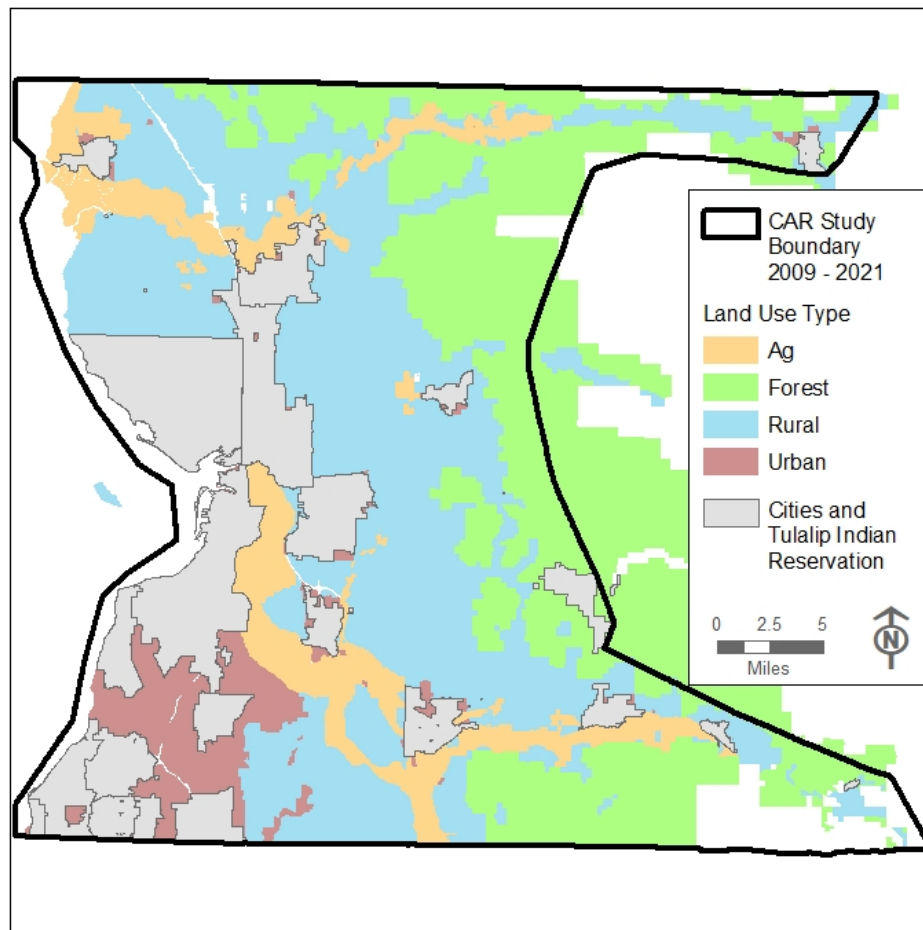 CAR Study
Boundary
2009 - 2021
Land Use Type
Ag
Forest
Rural
Urban
Cities and
Tulalip Indian
Reservation
0 2.5 5
Miles
N